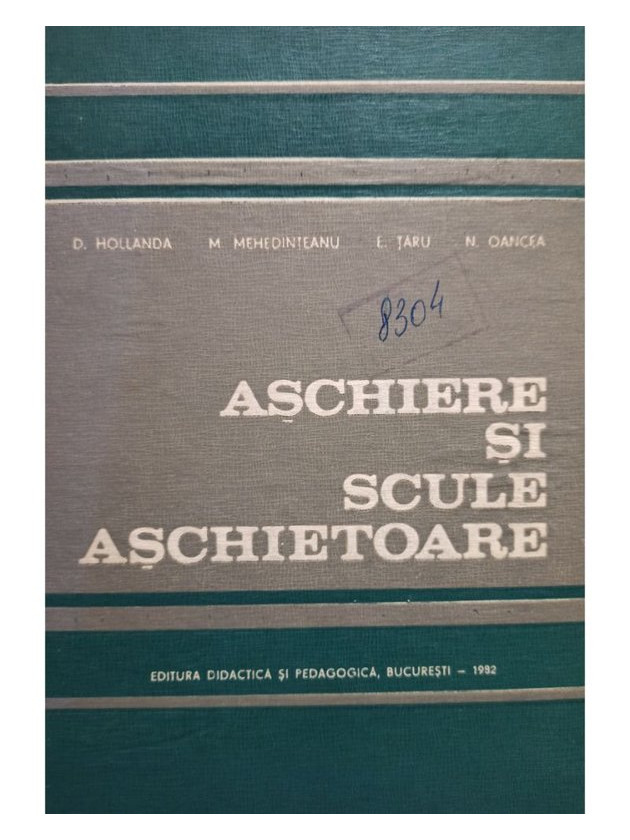 D. HOLLANDA M. MEHEDINȚEANU E. ȚARU N. OANCEA
8304
AȘCHIERE
ȘI
SCULE
AȘCHIETOARE
EDITURA DIDACTICĂ ȘI PEDAGOGICĂ, BUCUREȘTI – 1982